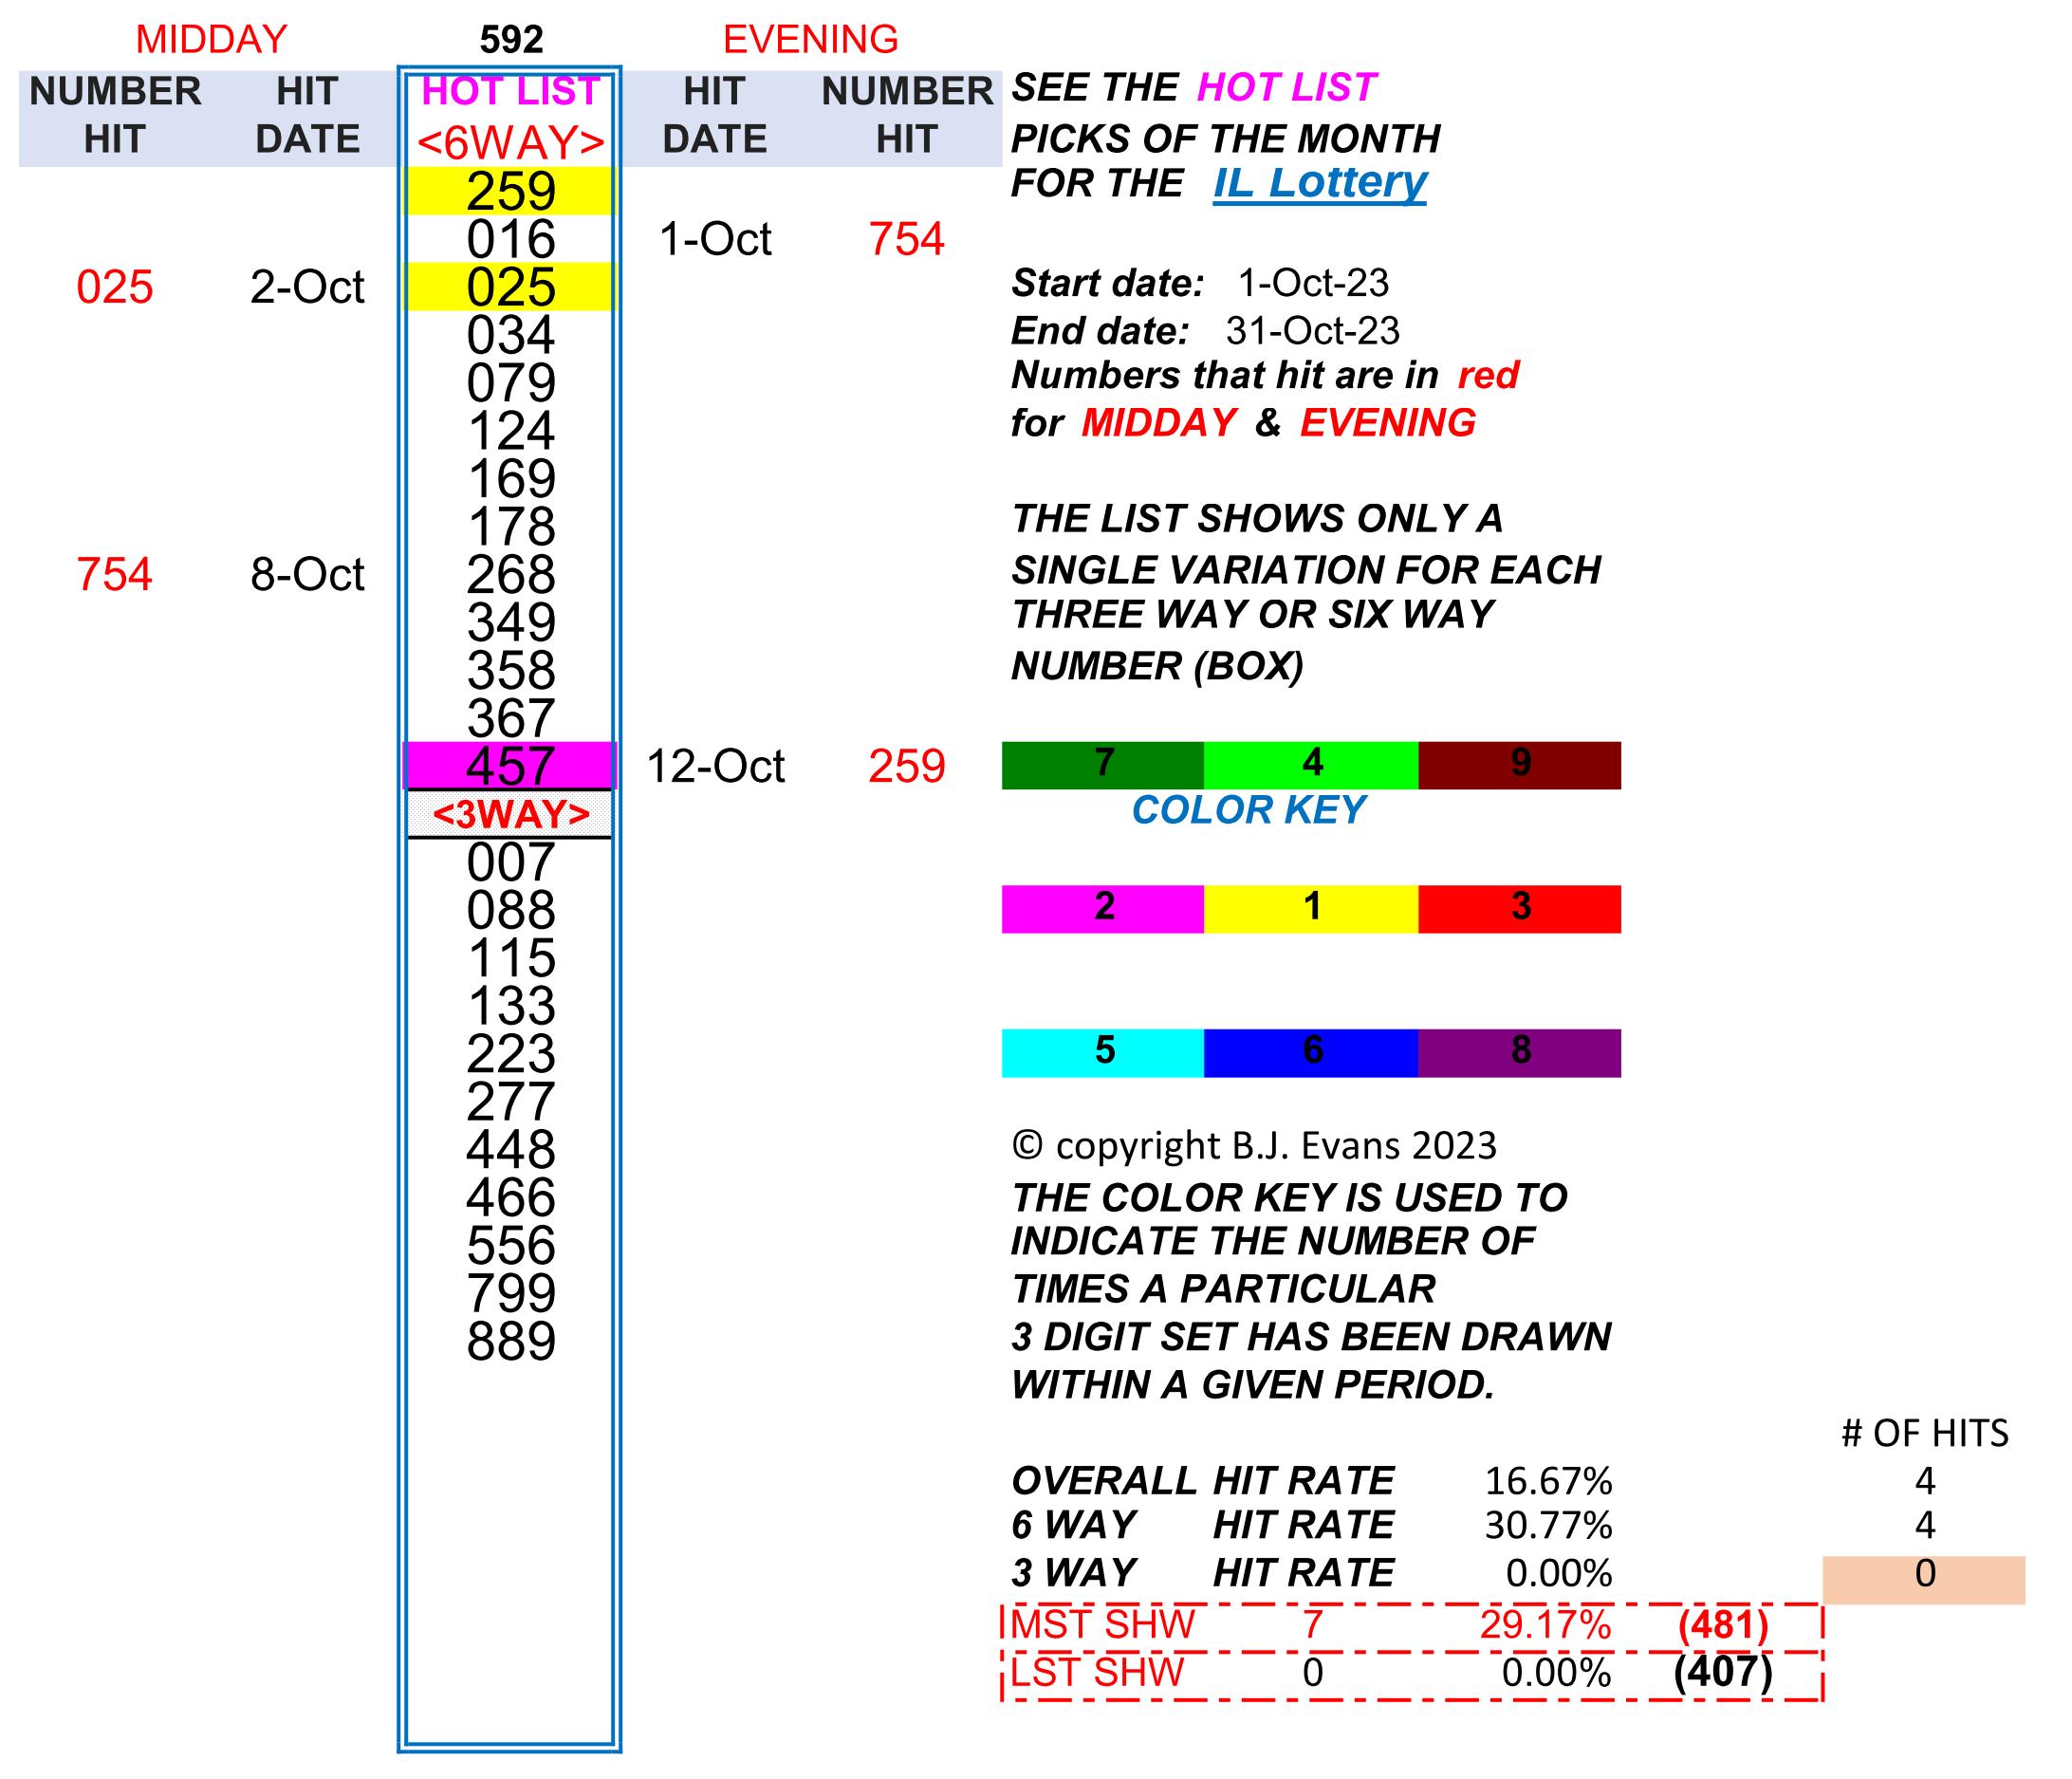 MIDDAY 592 EVENING
NUMBER HIT HOT LIST HIT NUMBER SEE THE HOT LIST
HIT DATE <6WAY> DATE HIT PICKS OF THE MONTH
259 FOR THE IL Lottery
016 1-Oct 754
025 2-Oct 025 Start date: 1-Oct-23
034 End date: 31-Oct-23
079 Numbers that hit are in red
124 for MIDDAY & EVENING
169
178 THE LIST SHOWS ONLY A
754 8-Oct 268 SINGLE VARIATION FOR EACH
349 THREE WAY OR SIX WAY
358 NUMBER (BOX)
367
457 12-Oct 259 7 4 9
<3WAY> COLOR KEY
007
088 2 1 3
115
133
223 5 6 8
277
448 © copyright B.J. Evans 2023
466 THE COLOR KEY IS USED TO
556 INDICATE THE NUMBER OF
799 TIMES A PARTICULAR
889 3 DIGIT SET HAS BEEN DRAWN
WITHIN A GIVEN PERIOD.
# OF HITS
OVERALL HIT RATE 16.67% 4
6 WAY HIT RATE 30.77% 4
3 WAY HIT RATE 0.00% 0
MST SHW 7 29.17% (481)
LST SHW 0 0.00% (407)